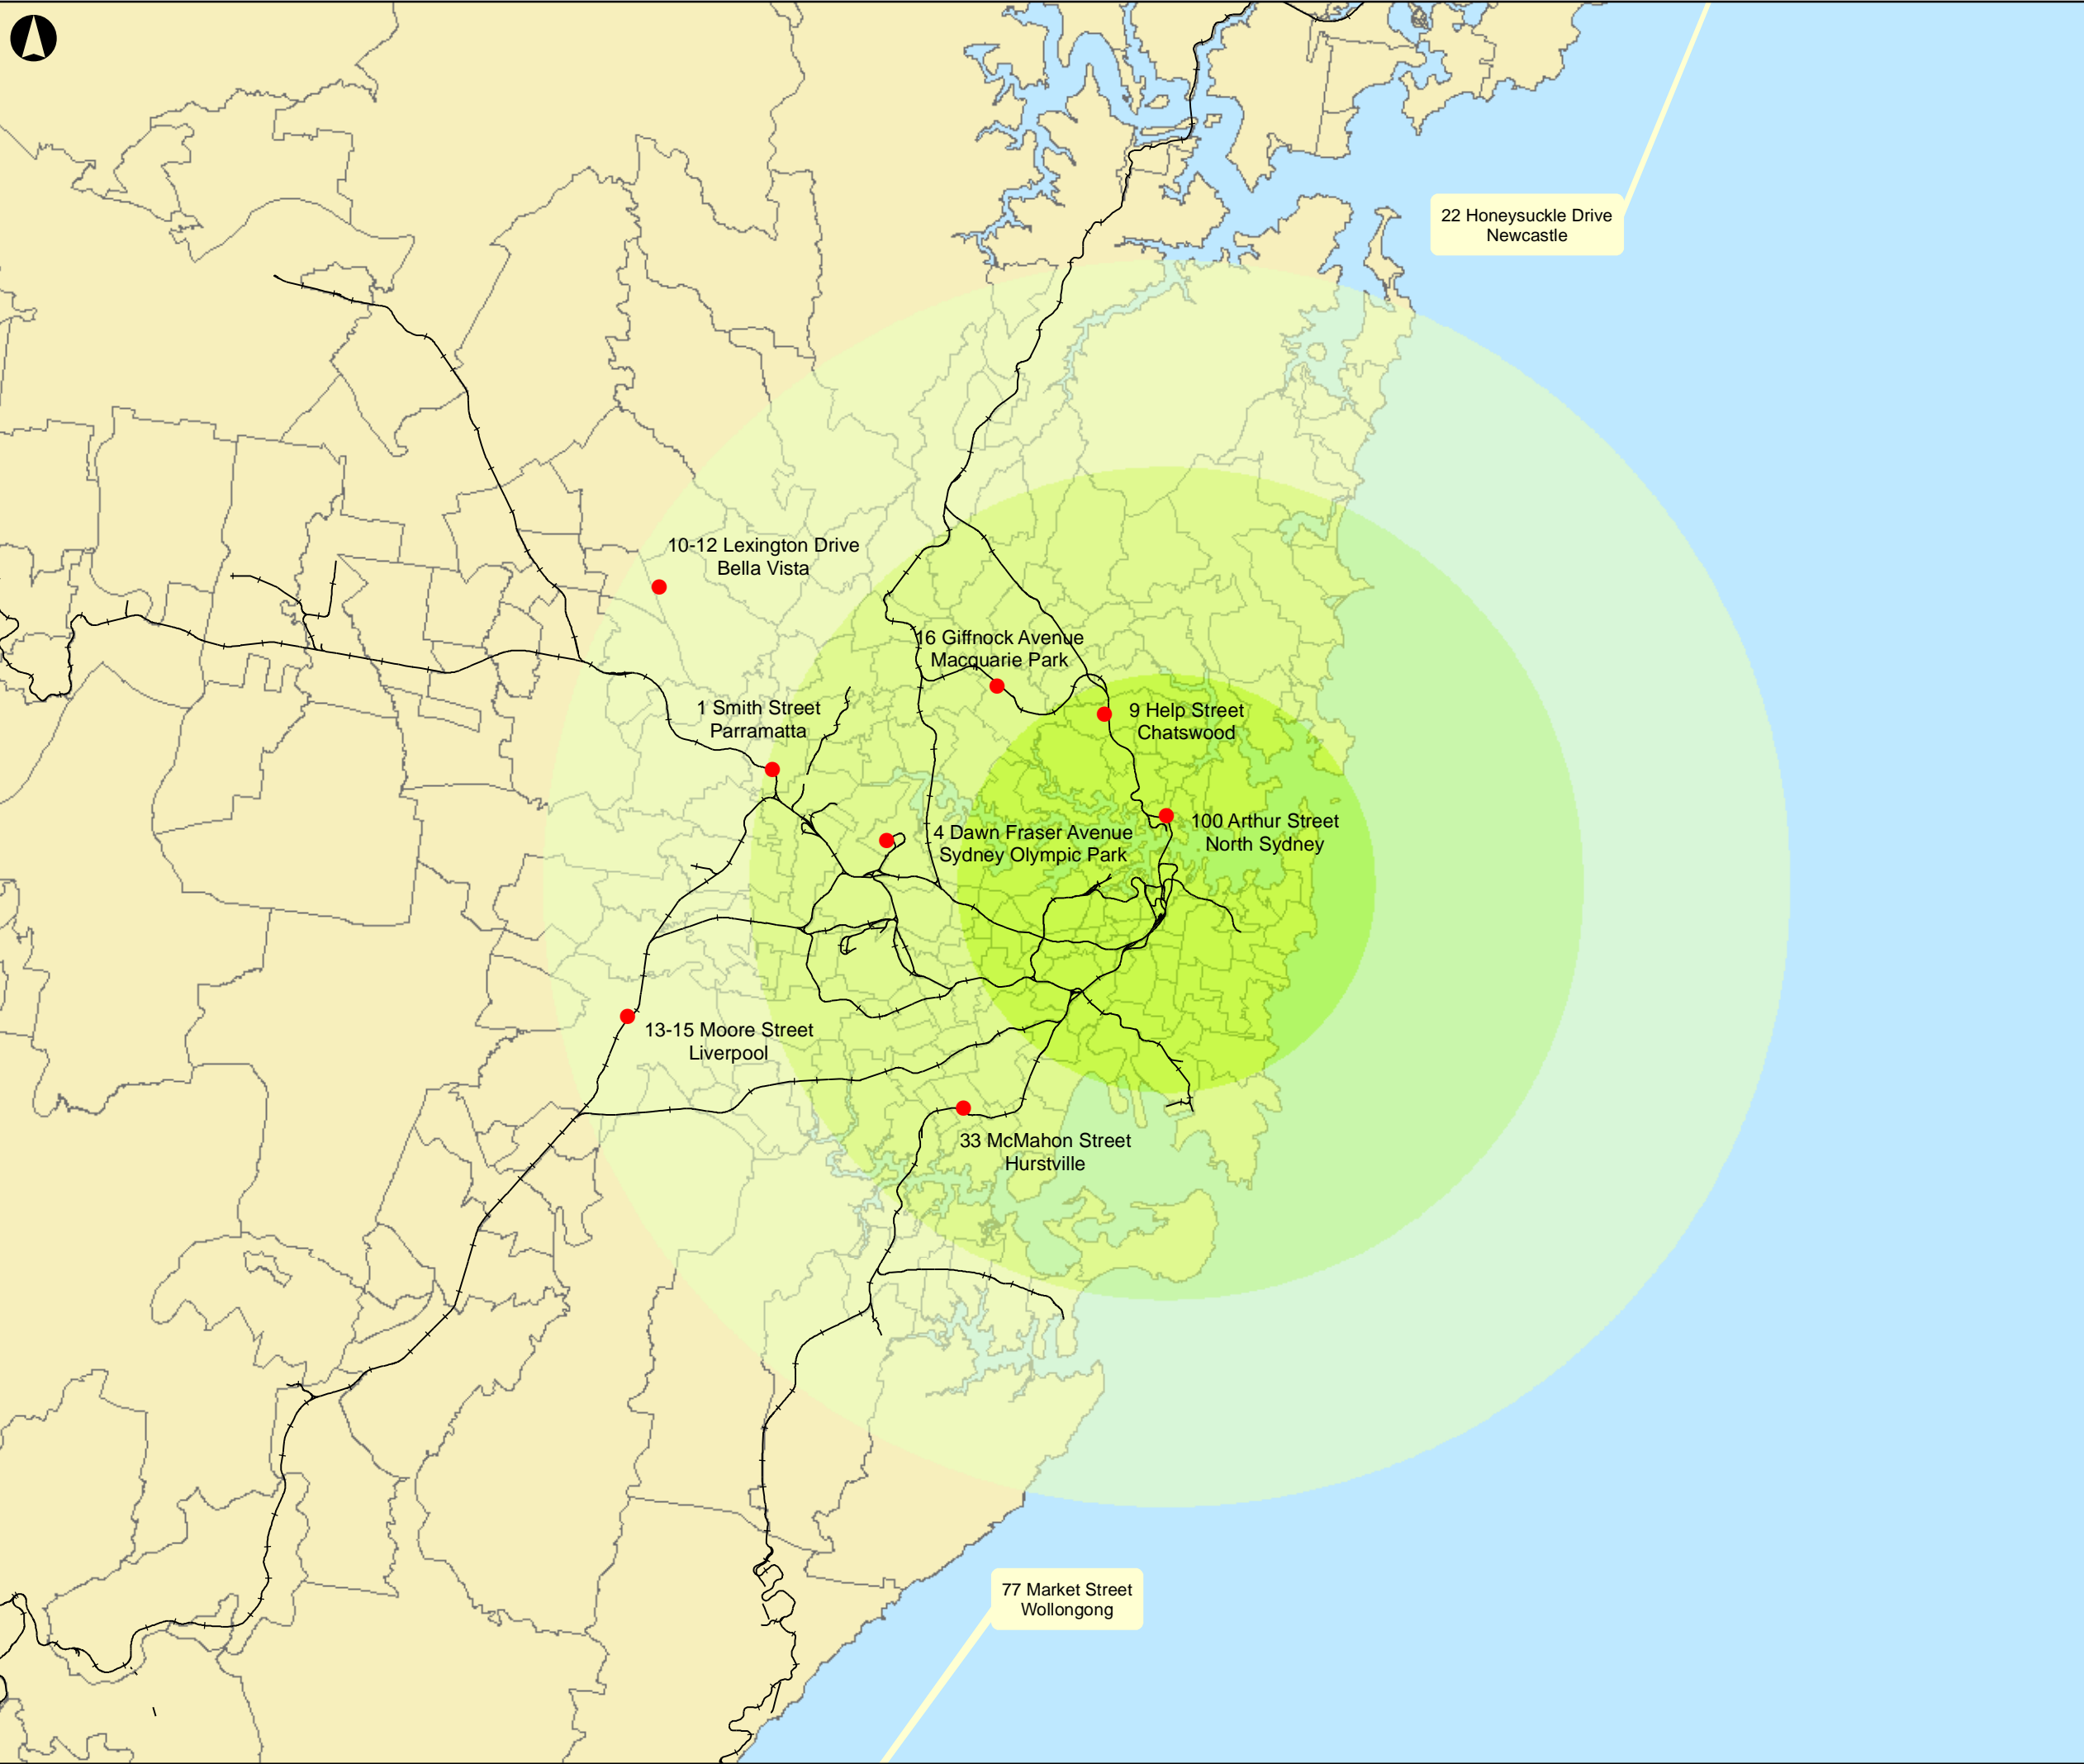 22 Honeysuckle Drive
Newcastle
10-12 Lexington Drive
Bella Vista
16 Giffnock Avenue
Macquarie Park
1 Smith Street
Parramatta
9 Help Street
Chatswood
4 Dawn Fraser Avenue
Sydney Olympic Park
100 Arthur Street
North Sydney
13-15 Moore Street
Liverpool
33 McMahon Street
Hurstville
77 Market Street
Wollongong